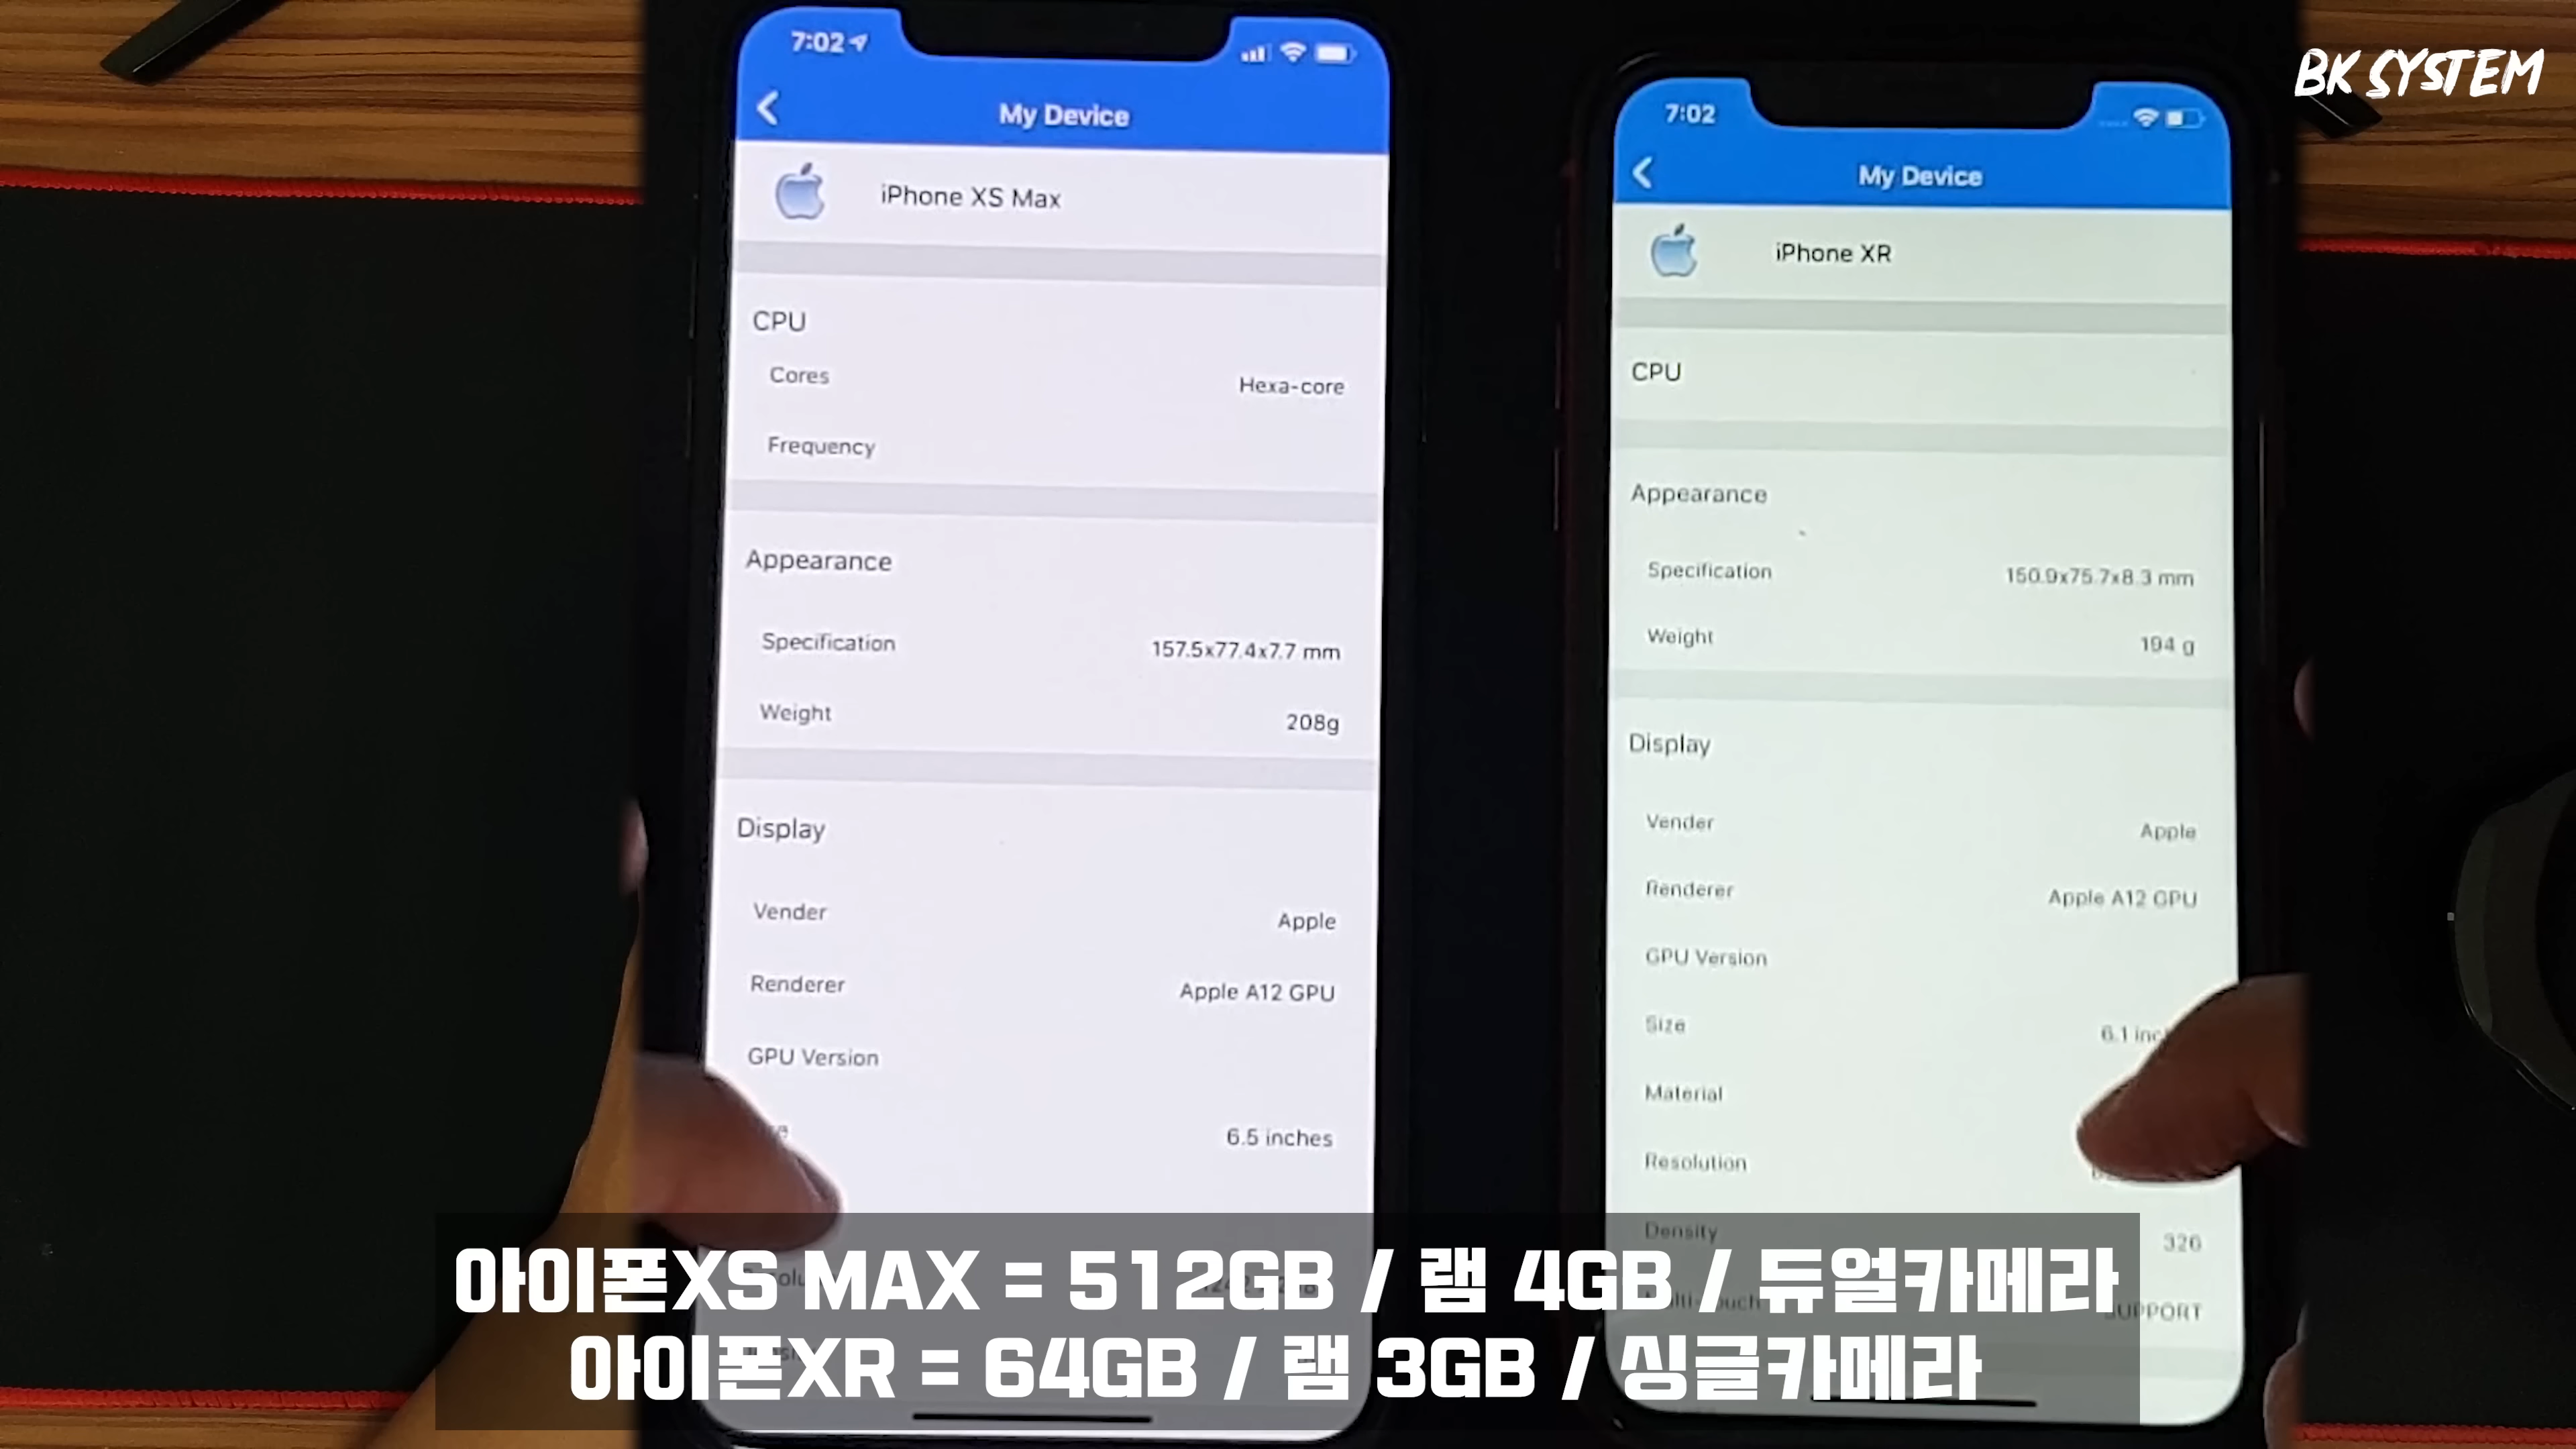 7:02
My Device
iPhone XS Max
CPU
Cores
Hexa-core
Frequency
Appearance
Specification
157.5x77.4x7.7 mm
Weight
208g
Display
Vender
Apple
Renderer
Apple A12 GPU
GPU Version
6.5 inches
7:02
My Device
iPhone XR
CPU
Appearance
Specification
150.9x75.7x8.3 mm
Weight
194 g
Display
Vender
Apple
Renderer
Apple A12 GPU
GPU Version
Size
6.1
Material
Resolution
Density
326
SUPPORT
BK SYSTEM
아이폰XS MAX = 512GB / 램 4GB / 듀얼카메라
아이폰XR = 64GB / 램 3GB / 싱글카메라